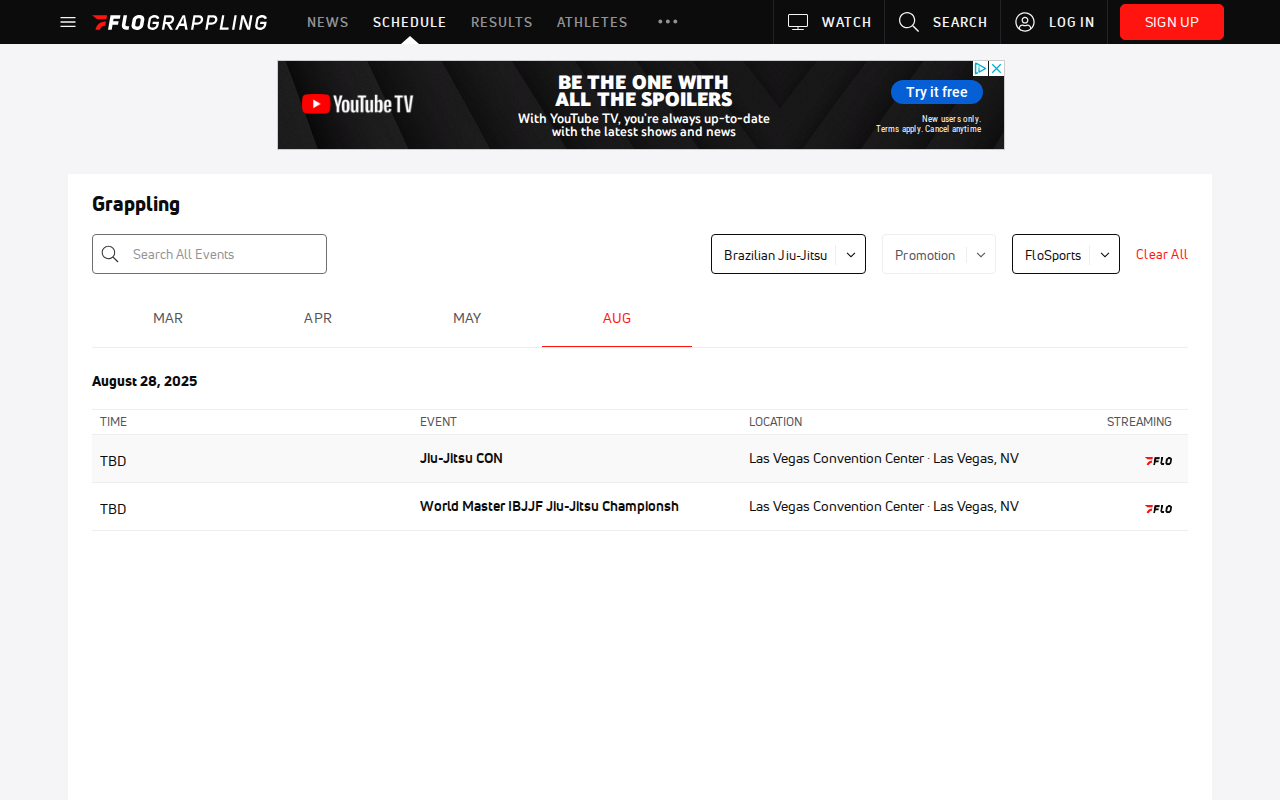 FLOGRAPPLING
NEWS
SCHEDULE
RESULTS
ATHLETES
WATCH
SEARCH
LOG IN
SIGN UP
YouTube TV
BE THE ONE WITH
ALL THE SPOILERS
With YouTube TV, you're always up-to-date
with the latest shows and news
Try it free
New users only.
Terms apply. Cancel anytime
Grappling
Search All Events
Brazilian Jiu-Jitsu
Promotion
FloSports
Clear All
MAR
APR
MAY
AUG
August 28, 2025
TIME
EVENT
LOCATION
STREAMING
TBD
Jiu-Jitsu CON
Las Vegas Convention Center · Las Vegas, NV
FLO
TBD
World Master IBJJF Jiu-Jitsu Championsh
Las Vegas Convention Center · Las Vegas, NV
FLO